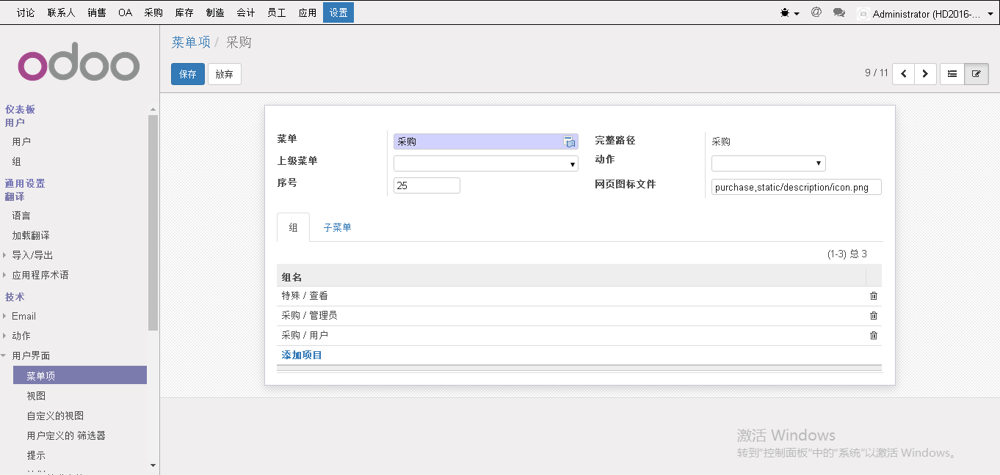 讨论 联系人 销售 OA 采购 库存 制造 会计 员工 应用 设置 @ Administrator (HD2016-...
odoo
菜单项 / 采购
保存 放弃
9 / 11
仪表板
用户
用户
组
通用设置
翻译
语言
加载翻译
导入/导出
应用程序术语
技术
Email
动作
用户界面
菜单项
视图
自定义的视图
用户定义的 筛选器
提示
菜单 采购
上级菜单
序号 25
完整路径 采购
动作
网页图标文件 purchase,static/description/icon.png
组 子菜单
(1-3) 总 3
组名
特殊 / 查看
采购 / 管理员
采购 / 用户
添加项目
激活 Windows
转到“控制面板”中的“系统”以激活 Windows。